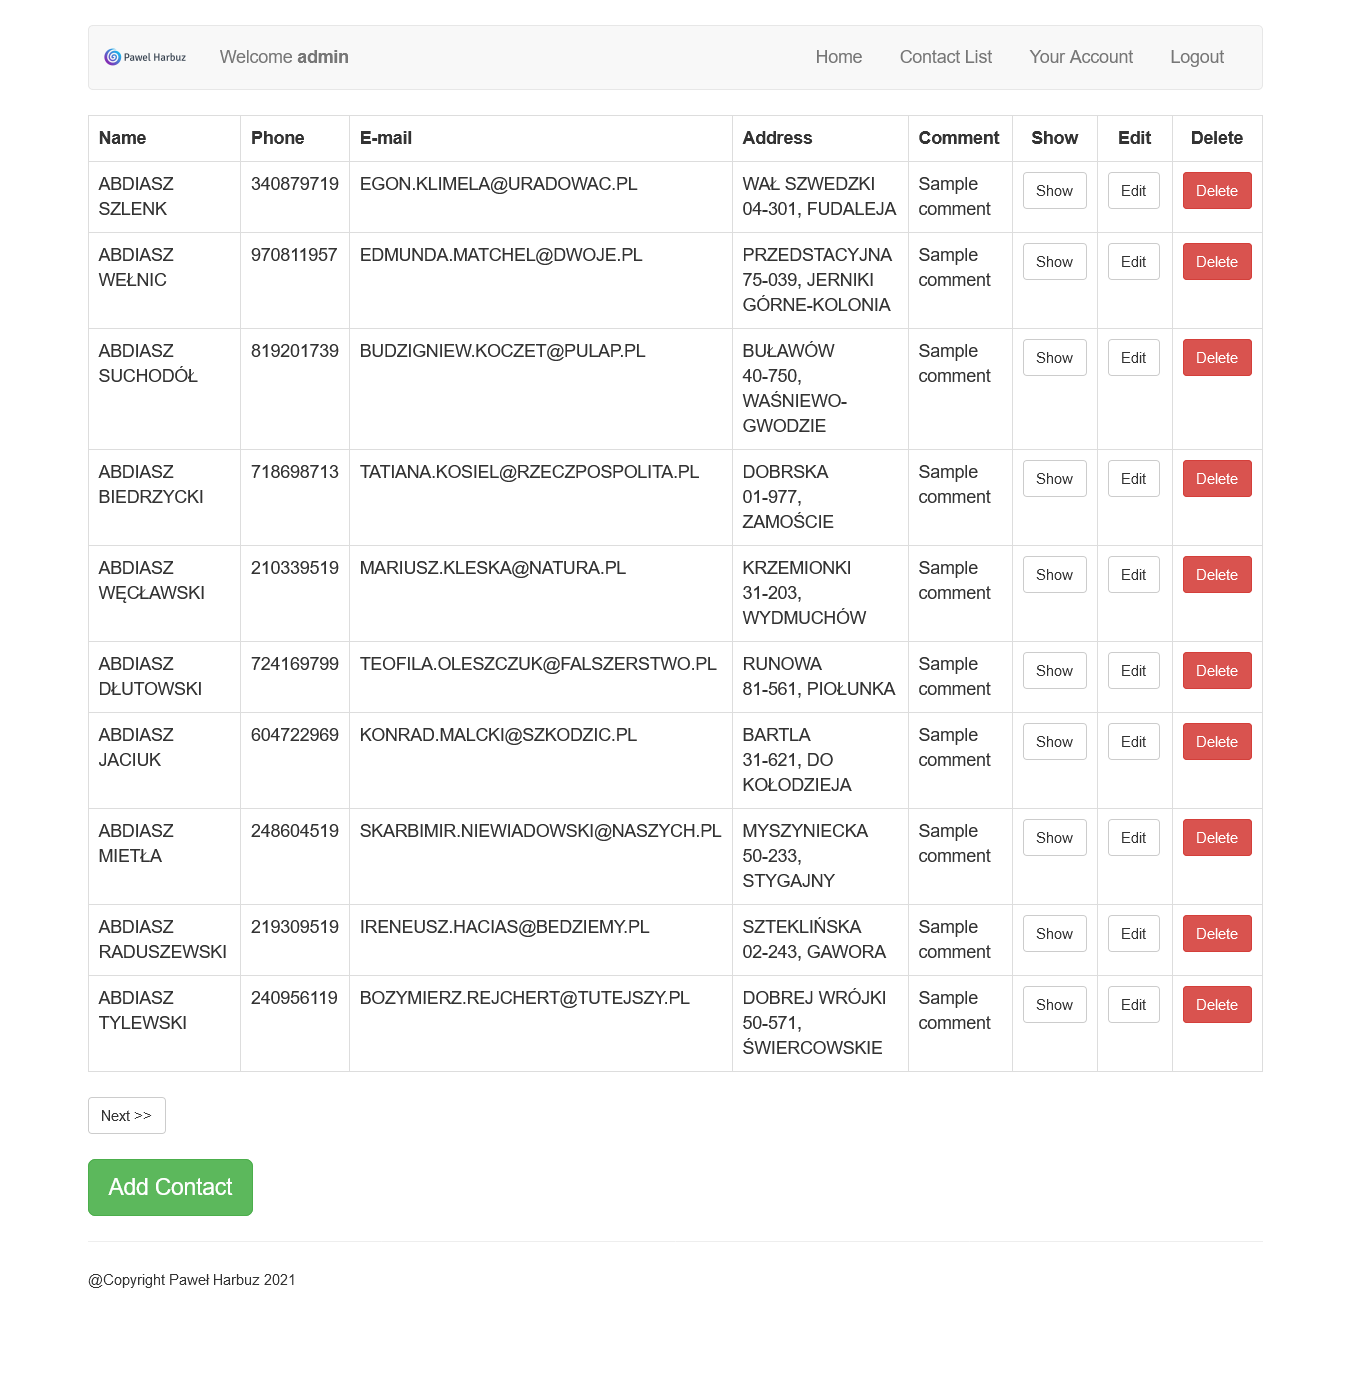 Pawel Harbuz Welcome admin Home Contact List Your Account Logout
Name Phone E-mail Address Comment Show Edit Delete
ABDIASZ 340879719 EGON.KLIMELA@URADOWAC.PL WAŁ SZWEDZKI Sample Show Edit Delete
SZLENK 04-301, FUDALEJA comment
ABDIASZ 970811957 EDMUNDA.MATCHEL@DWOJE.PL PRZEDSTACYJNA Sample Show Edit Delete
WEŁNIC 75-039, JERNIKI comment
GÓRNE-KOLONIA
ABDIASZ 819201739 BUDZIGNIEW.KOCZET@PULAP.PL BUŁAWÓW Sample Show Edit Delete
SUCHODÓŁ 40-750, comment
WAŚNIEWO-
GWODZIE
ABDIASZ 718698713 TATIANA.KOSIEL@RZECZPOSPOLITA.PL DOBRSKA Sample Show Edit Delete
BIEDRZYCKI 01-977, comment
ZAMOŚCIE
ABDIASZ 210339519 MARIUSZ.KLESKA@NATURA.PL KRZEMIONKI Sample Show Edit Delete
WĘCŁAWSKI 31-203, comment
WYDMUCHÓW
ABDIASZ 724169799 TEOFILA.OLESZCZUK@FALSZERSTWO.PL RUNOWA Sample Show Edit Delete
DŁUTOWSKI 81-561, PIOŁUNKA comment
ABDIASZ 604722969 KONRAD.MALCKI@SZKODZIC.PL BARTLA Sample Show Edit Delete
JACIUK 31-621, DO comment
KOŁODZIEJA
ABDIASZ 248604519 SKARBIMIR.NIEWIADOWSKI@NASZYCH.PL MYSZYNIECKA Sample Show Edit Delete
MIETŁA 50-233, comment
STYGAJNY
ABDIASZ 219309519 IRENEUSZ.HACIAS@BEDZIEMY.PL SZTEKLIŃSKA Sample Show Edit Delete
RADUSZEWSKI 02-243, GAWORA comment
ABDIASZ 240956119 BOZYMIERZ.REJCHERT@TUTEJSZY.PL DOBREJ WRÓJKI Sample Show Edit Delete
TYLEWSKI 50-571, comment
ŚWIERCOWSKIE
Next >>
Add Contact
@Copyright Paweł Harbuz 2021